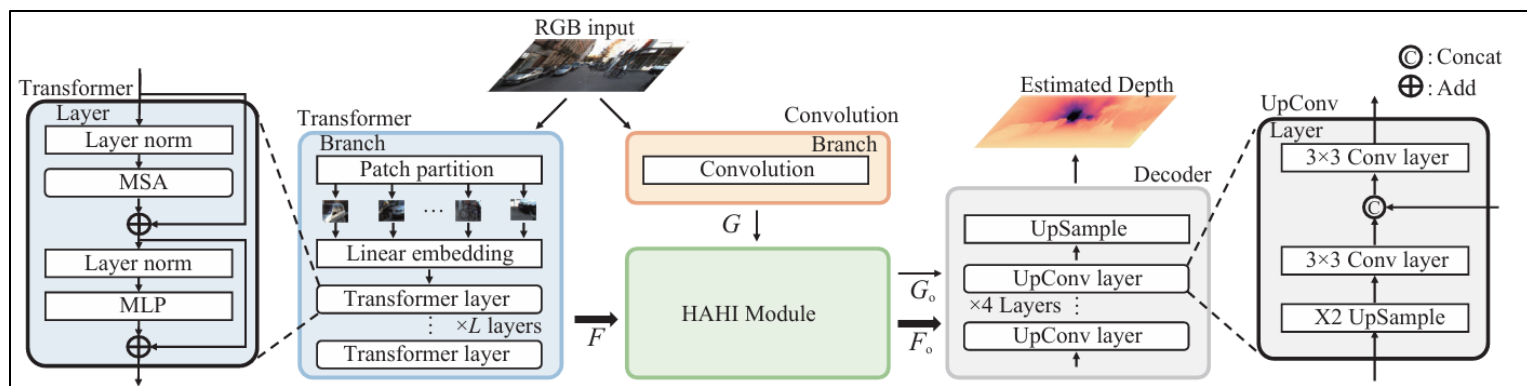 RGB input
C : Concat
: Add
Transformer
Layer
Layer norm
MSA
Layer norm
MLP
Transformer
Branch
Patch partition
...
Linear embedding
Transformer layer
⋮ ×L layers
Transformer layer
F
Convolution
Branch
Convolution
G
HAHI Module
Gₒ
Fₒ
Estimated Depth
Decoder
UpSample
UpConv layer
×4 Layers ⋮
UpConv layer
UpConv
Layer
3×3 Conv layer
C
3×3 Conv layer
X2 UpSample